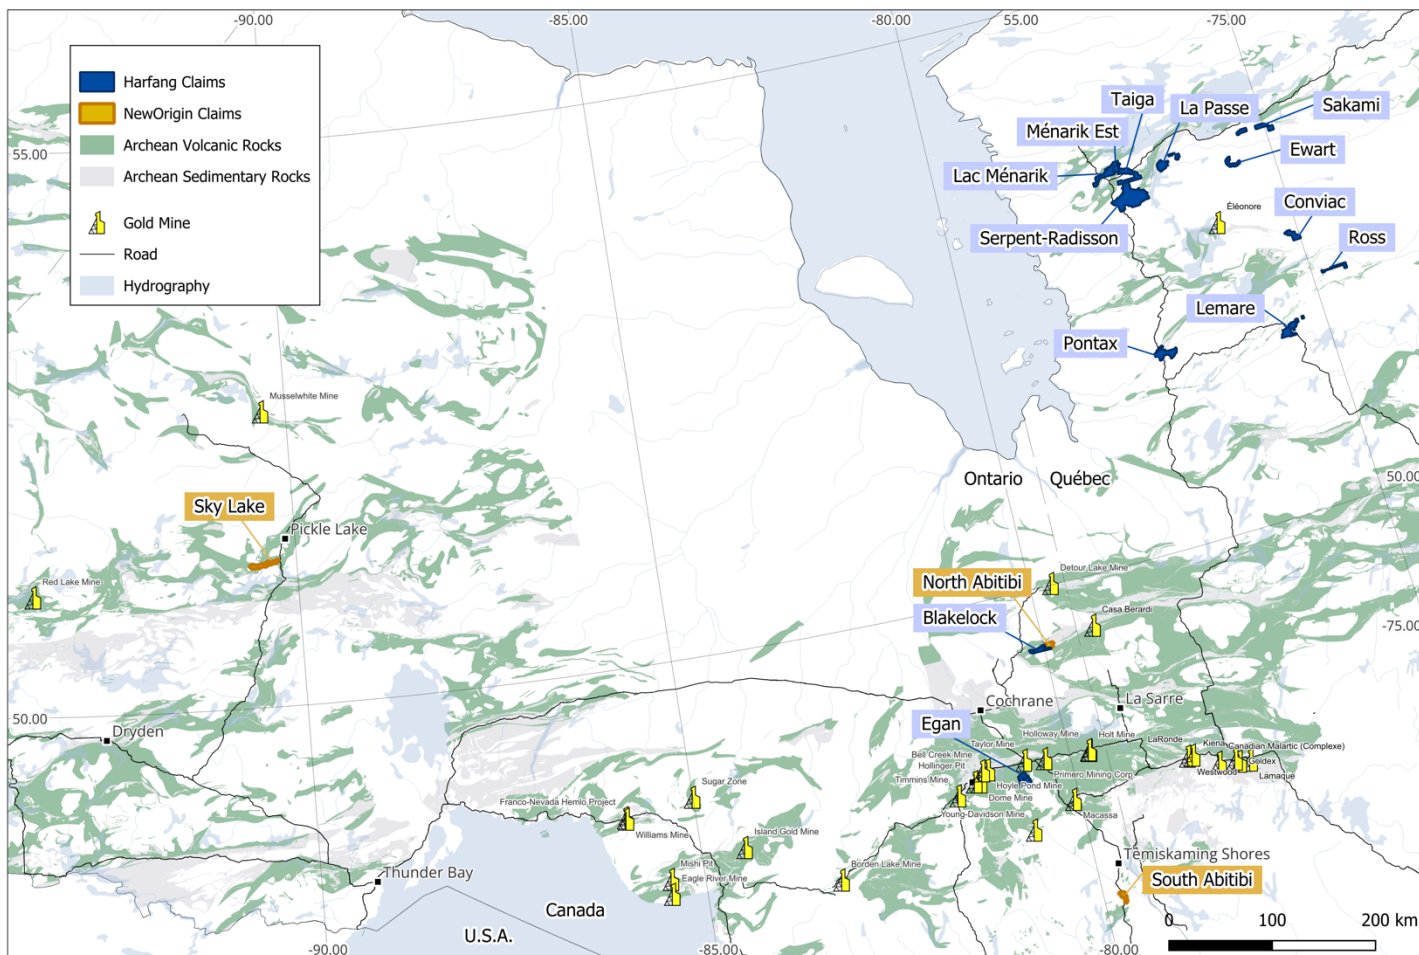 -90.00
-85.00
-80.00
55.00
-75.00
Harfang Claims
NewOrigin Claims
Archean Volcanic Rocks
Archean Sedimentary Rocks
Gold Mine
Road
Hydrography
55.00
Taiga
La Passe
Sakami
Ménarik Est
Ewart
Lac Ménarik
Conviac
Éléonore
Serpent-Radisson
Ross
Lemare
Pontax
Musselwhite Mine
Ontario
Québec
50.00
Sky Lake
Pickle Lake
Red Lake Mine
Detour Lake Mine
North Abitibi
Casa Berardi
Blakelock
-75.00
Cochrane
La Sarre
50.00
Dryden
Egan
Taylor Mine
Holloway Mine
Holt Mine
LaRonde
Kiena
Canadian Malartic (Complexe)
Bell Creek Mine
Hollinger Pit
Goldex
Timmins Mine
Primero Mining Corp
Westwood
Lamaque
Hoyle Pond Mine
Sugar Zone
Dome Mine
Franco-Nevada Hemlo Project
Young-Davidson Mine
Macassa
Williams Mine
Island Gold Mine
Mishi Pit
Borden Lake Mine
Témiskaming Shores
Thunder Bay
Eagle River Mine
South Abitibi
Canada
U.S.A.
0
100
200 km
-90.00
-85.00
-80.00